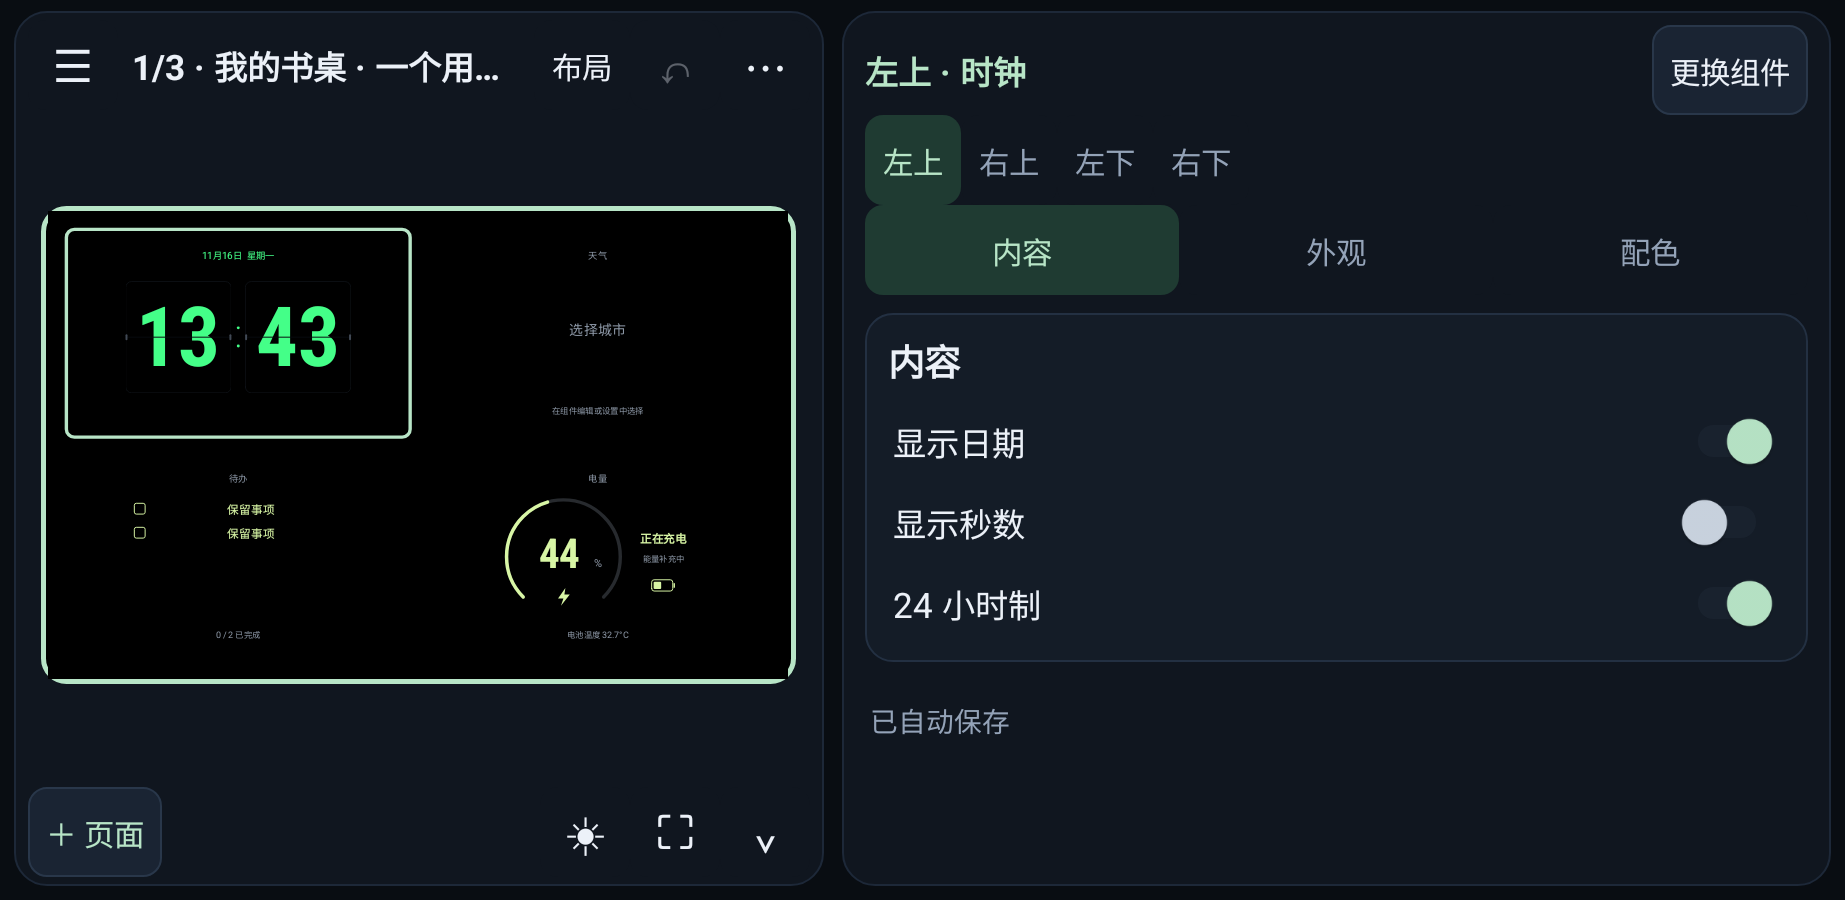 1/3 · 我的书桌 · 一个用... 布局
11月16日 星期一
13:43
天气
选择城市
在组件编辑或设置中选择
待办
保留事项
保留事项
0 / 2 已完成
电量
44 %
正在充电
能量补充中
电池温度 32.7°C
+ 页面
左上 · 时钟
更换组件
左上 右上 左下 右下
内容 外观 配色
内容
显示日期
显示秒数
24 小时制
已自动保存